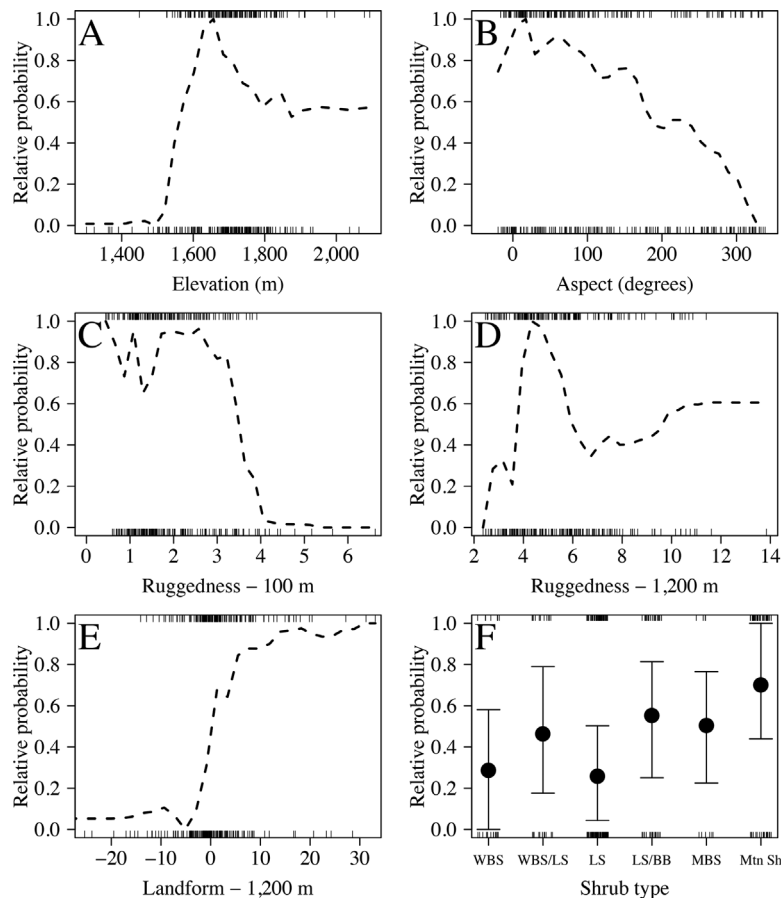 A
Relative probability
0.0 0.2 0.4 0.6 0.8 1.0
1,400 1,600 1,800 2,000
Elevation (m)
B
Relative probability
0.0 0.2 0.4 0.6 0.8 1.0
0 100 200 300
Aspect (degrees)
C
Relative probability
0.0 0.2 0.4 0.6 0.8 1.0
0 1 2 3 4 5 6
Ruggedness – 100 m
D
Relative probability
0.0 0.2 0.4 0.6 0.8 1.0
2 4 6 8 10 12 14
Ruggedness – 1,200 m
E
Relative probability
0.0 0.2 0.4 0.6 0.8 1.0
−20 −10 0 10 20 30
Landform – 1,200 m
F
Relative probability
0.0 0.2 0.4 0.6 0.8 1.0
WBS WBS/LS LS LS/BB MBS Mtn Sh
Shrub type